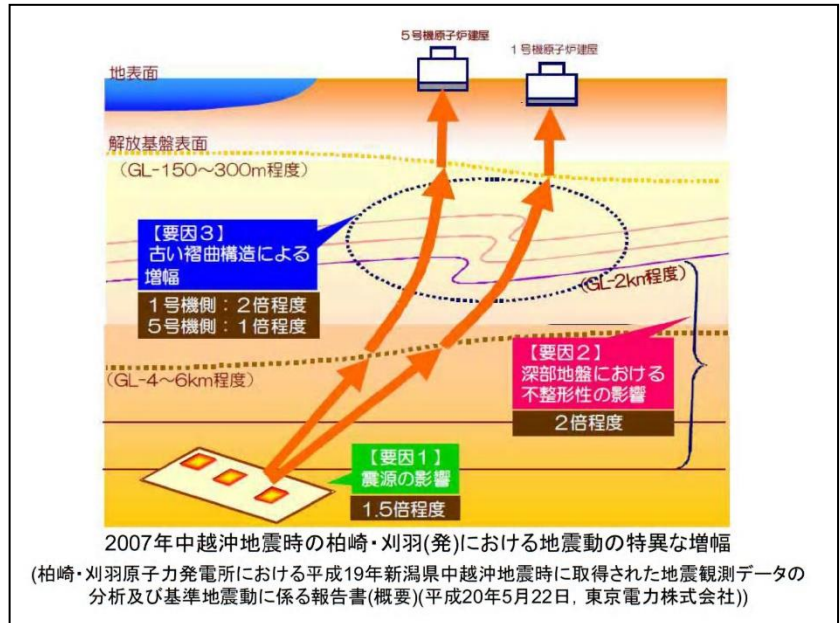 5号機原子炉建屋
1号機原子炉建屋
地表面
解放基盤表面
(GL-150～300m程度)
【要因3】
古い褶曲構造による
増幅
1号機側：2倍程度
5号機側：1倍程度
(GL-2kn程度)
【要因2】
深部地盤における
不整形性の影響
2倍程度
(GL-4～6km程度)
【要因1】
震源の影響
1.5倍程度
2007年中越沖地震時の柏崎・刈羽(発)における地震動の特異な増幅
(柏崎・刈羽原子力発電所における平成19年新潟県中越沖地震時に取得された地震観測データの
分析及び基準地震動に係る報告書(概要)(平成20年5月22日，東京電力株式会社))